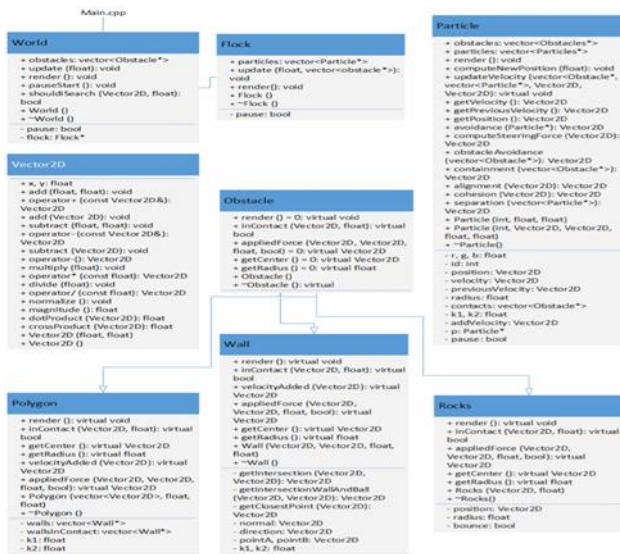 Main.cpp
World
+ obstacles: vector<Obstacle*>
+ update (float): void
+ render (): void
+ pauseStart (): void
+ shouldISearch (Vector2D, float):
bool
+ World ()
+ ~World ()
- pause: bool
- flock: Flock*
Flock
+ particles: vector<Particle*>
+ update (float, vector<obstacle*>):
void
+ render(): void
+ Flock ()
+ ~Flock ()
- pause: bool
Particle
+ obstacles: vector<Obstacles*>
+ particles: vector<Particles*>
+ render (): void
+ computeNewPosition (float): void
+ updateVelocity (vector<Obstacle*,
vector<Particle*>, Vector2D,
Vector2D): virtual void
+ getVelocity (): Vector2D
+ getPreviousVelocity (): Vector2D
+ getPosition (): Vector2D
+ avoidance (Particle*): Vector2D
+ computeSteeringForce (Vector2D):
Vector2D
+ obstacleAvoidance
(vector<Obstacle*>): Vector2D
+ containment (vector<Obstacle*>):
Vector2D
+ alignment (Vector2D): Vector2D
+ cohesion (Vector2D): Vector2D
+ separation (vector<Particle*>):
Vector2D
+ Particle (int, float, float)
+ Particle (int, Vector2D, Vector2D,
float, float)
+ ~Particle()
- r, g, b: float
- id: int
- position: Vector2D
- velocity: Vector2D
- previousVelocity: Vector2D
- radius: float
- contacts: vector<Obstacle*>
- k1, k2: float
- addVelocity: Vector2D
- p: Particle*
- pause: bool
Vector2D
+ x, y: float
+ add (float, float): void
+ operator+ (const Vector2D&):
Vector2D
+ add (Vector 2D): void
+ subtract (float, float): void
+ operator- (const Vector2D&):
Vector2D
+ subtract (Vector2D): void
+ operator-(): Vector2D
+ multiply (float): void
+ operator* (const float): Vector2D
+ divide (float): void
+ operator/ (const float): Vector2D
+ normalize (): void
+ magnitude (): float
+ dotProduct (Vector2D): float
+ crossProduct (Vector2D): float
+ Vector2D (float, float)
+ Vector2D ()
Obstacle
+ render () = 0: virtual void
+ inContact (Vector2D, float): virtual
bool
+ appliedForce (Vector2D, Vector2D,
float, bool) = 0: virtual Vector2D
+ getCenter () = 0: virtual Vector2D
+ getRadius () = 0: virtual float
+ Obstacle ()
+ ~Obstacle (): virtual
Polygon
+ render (): virtual void
+ inContact (Vector2D, float): virtual
bool
+ getCenter (): virtual Vector2D
+ getRadius (): virtual float
+ velocityAdded (Vector2D): virtual
Vector2D
+ appliedForce (Vector2D, Vector2D,
float, bool): virtual Vector2D
+ Polygon (vector<Vector2D>, float,
float)
+ ~Polygon ()
- walls: vector<Wall*>
- wallsInContact: vector<Wall*>
- k1: float
- k2: float
Wall
+ render (): virtual void
+ inContact (Vector2D, float): virtual
bool
+ velocityAdded (Vector2D): virtual
Vector2D
+ appliedForce (Vector2D,
Vector2D, float, bool): virtual
Vector2D
+ getCenter (): virtual Vector2D
+ getRadius (): virtual float
+ Wall (Vector2D, Vector2D, float,
float)
+ ~Wall ()
- getIntersection (Vector2D,
Vector2D): Vector2D
- getIntersectionWallAndBall
(Vector2D, Vector2D): Vector2D
- getClosestPoint (Vector2D):
Vector2D
- normal: Vector2D
- direction: Vector2D
- pointA, pointB: Vector2D
- k1, k2: float
Rocks
+ render (): virtual void
+ inContact (Vector2D, float): virtual
bool
+ appliedForce (Vector2D,
Vector2D, float, bool): virtual
Vector2D
+ getCenter (): virtual Vector2D
+ getRadius (): virtual float
+ Rocks (Vector2D, float)
+ ~Rocks()
- position: Vector2D
- radius: float
- bounce: bool